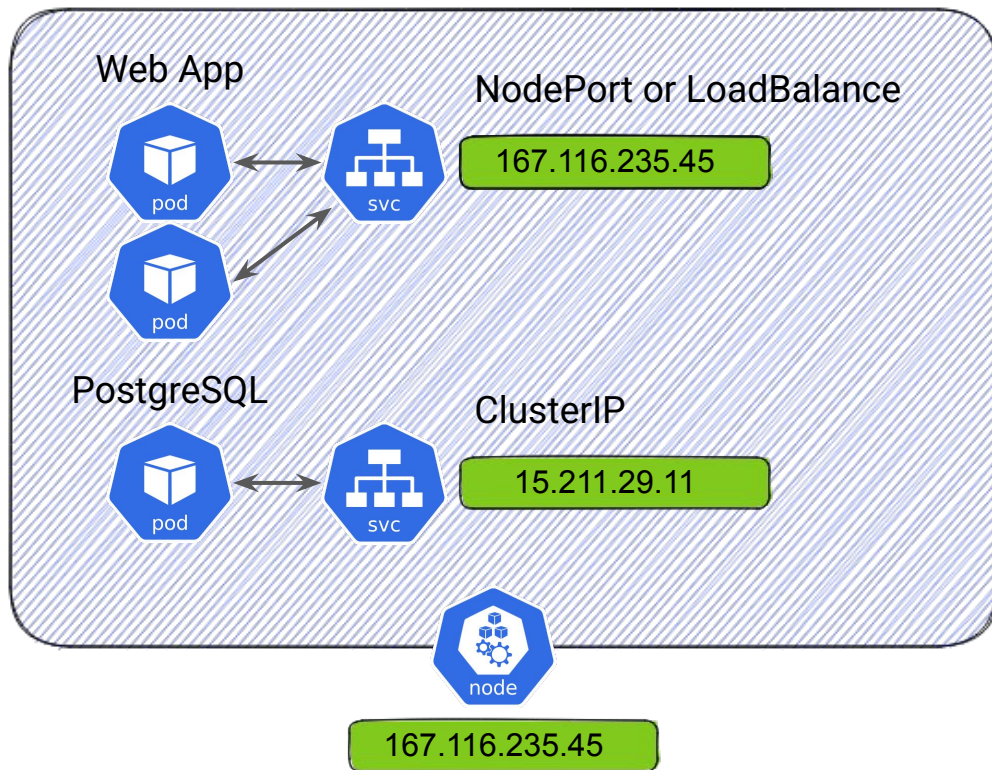 Web App
NodePort or LoadBalance
pod
svc
167.116.235.45
pod
PostgreSQL
ClusterIP
pod
svc
15.211.29.11
node
167.116.235.45